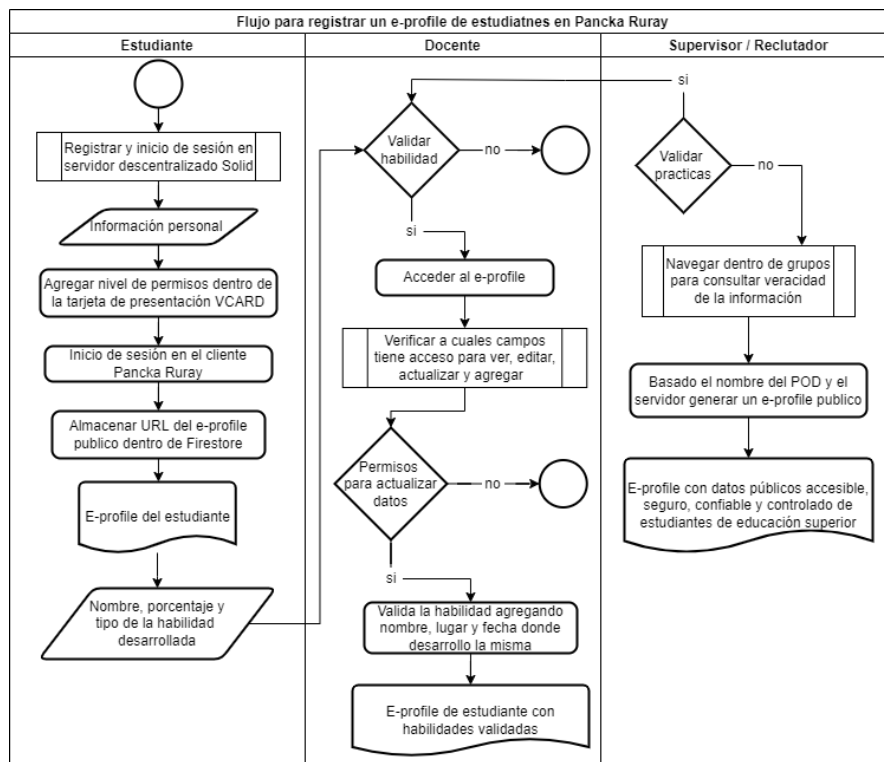 Flujo para registrar un e-profile de estudiatnes en Pancka Ruray
Estudiante
Docente
Supervisor / Reclutador
Registrar y inicio de sesión en
servidor descentralizado Solid
Información personal
Agregar nivel de permisos dentro de
la tarjeta de presentación VCARD
Inicio de sesión en el cliente
Pancka Ruray
Almacenar URL del e-profile
publico dentro de Firestore
E-profile del estudiante
Nombre, porcentaje y
tipo de la habilidad
desarrollada
Validar
habilidad
no
si
Acceder al e-profile
Verificar a cuales campos
tiene acceso para ver, editar,
actualizar y agregar
Permisos
para actualizar
datos
no
si
Valida la habilidad agregando
nombre, lugar y fecha donde
desarrollo la misma
E-profile de estudiante con
habilidades validadas
si
Validar
practicas
no
Navegar dentro de grupos
para consultar veracidad
de la información
Basado el nombre del POD y el
servidor generar un e-profile publico
E-profile con datos públicos accesible,
seguro, confiable y controlado de
estudiantes de educación superior